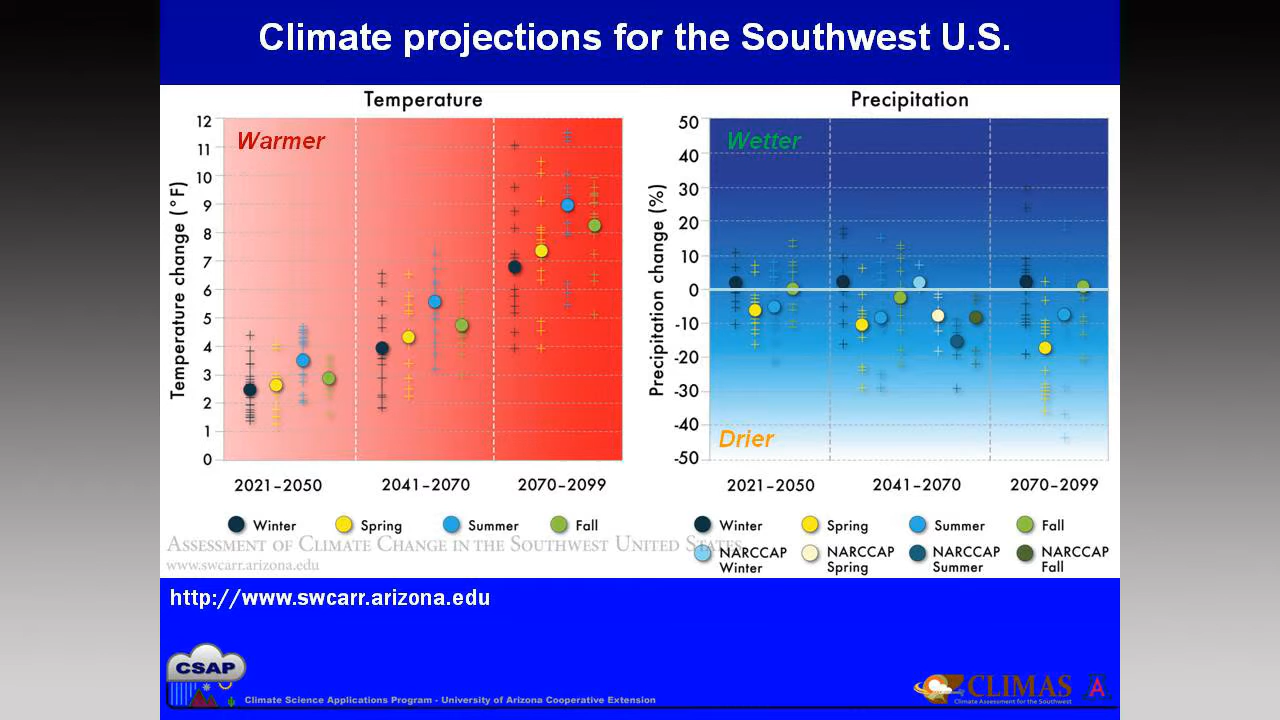 Climate projections for the Southwest U.S.
Temperature
Precipitation
Warmer
Temperature change (°F)
12
11
10
9
8
7
6
5
4
3
2
1
0
2021–2050
2041–2070
2070–2099
Winter
Spring
Summer
Fall
Wetter
Drier
Precipitation change (%)
50
40
30
20
10
0
-10
-20
-30
-40
-50
2021–2050
2041–2070
2070–2099
Winter
Spring
Summer
Fall
NARCCAP Winter
NARCCAP Spring
NARCCAP Summer
NARCCAP Fall
Assessment of Climate Change in the Southwest United States
www.swcarr.arizona.edu
http://www.swcarr.arizona.edu
CSAP
Climate Science Applications Program - University of Arizona Cooperative Extension
CLIMAS
Climate Assessment for the Southwest
A